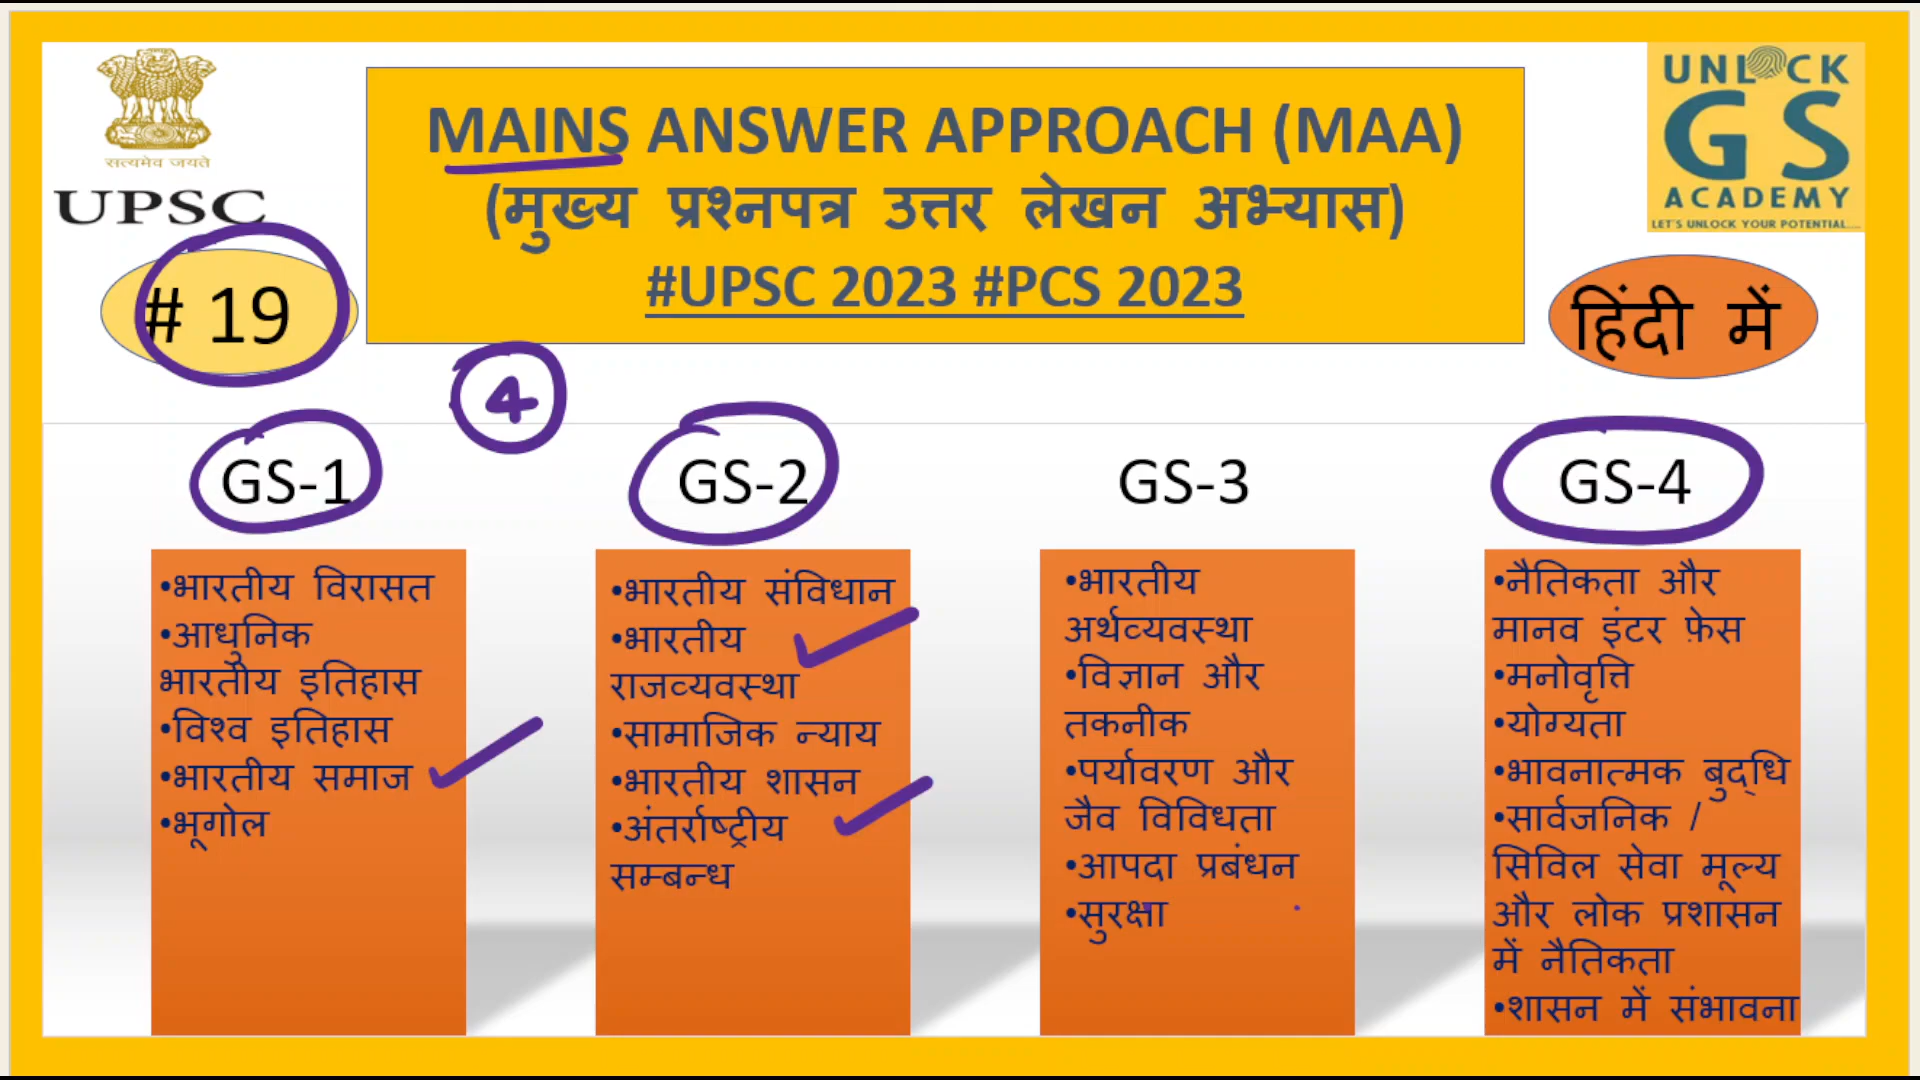 सत्यमेव जयते
UPSC
# 19
MAINS ANSWER APPROACH (MAA)
(मुख्य प्रश्नपत्र उत्तर लेखन अभ्यास)
#UPSC 2023 #PCS 2023
UNLOCK
GS
ACADEMY
LET'S UNLOCK YOUR POTENTIAL....
हिंदी में
4
GS-1
•भारतीय विरासत
•आधुनिक
भारतीय इतिहास
•विश्व इतिहास
•भारतीय समाज
•भूगोल
GS-2
•भारतीय संविधान
•भारतीय
राजव्यवस्था
•सामाजिक न्याय
•भारतीय शासन
•अंतर्राष्ट्रीय
सम्बन्ध
GS-3
•भारतीय
अर्थव्यवस्था
•विज्ञान और
तकनीक
•पर्यावरण और
जैव विविधता
•आपदा प्रबंधन
•सुरक्षा
GS-4
•नैतिकता और
मानव इंटर फ़ेस
•मनोवृत्ति
•योग्यता
•भावनात्मक बुद्धि
•सार्वजनिक /
सिविल सेवा मूल्य
और लोक प्रशासन
में नैतिकता
•शासन में संभावना